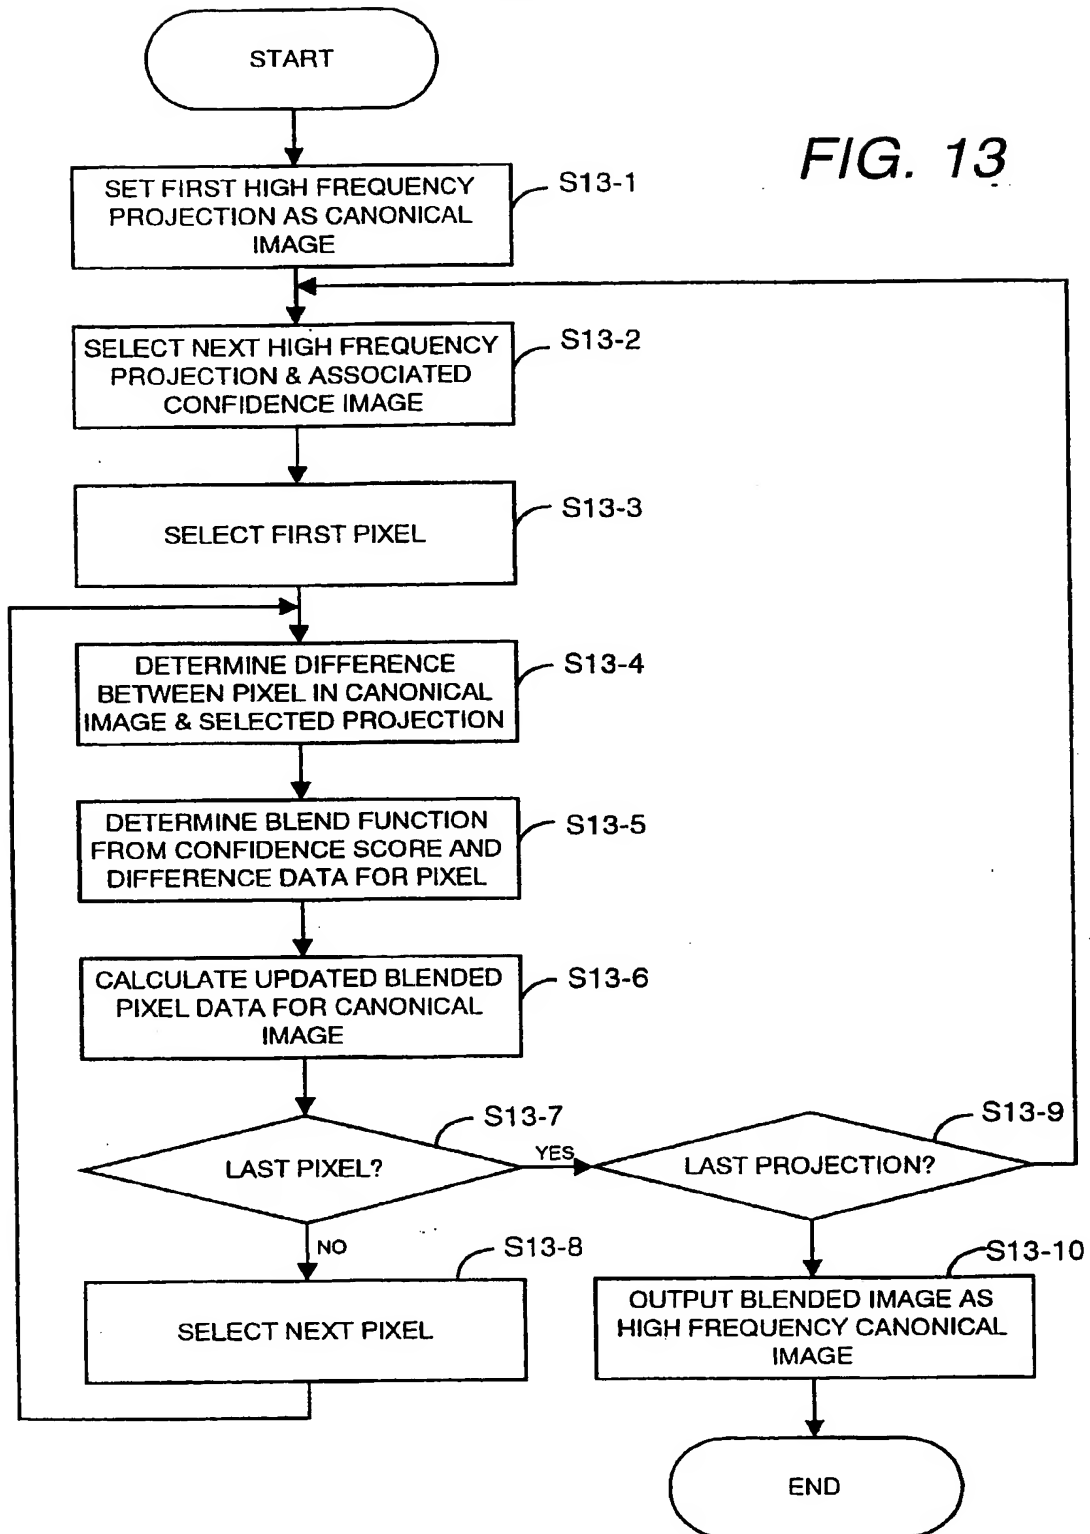 START
FIG. 13
SET FIRST HIGH FREQUENCY
PROJECTION AS CANONICAL
IMAGE
S13-1
SELECT NEXT HIGH FREQUENCY
PROJECTION & ASSOCIATED
CONFIDENCE IMAGE
S13-2
SELECT FIRST PIXEL
S13-3
DETERMINE DIFFERENCE
BETWEEN PIXEL IN CANONICAL
IMAGE & SELECTED PROJECTION
S13-4
DETERMINE BLEND FUNCTION
FROM CONFIDENCE SCORE AND
DIFFERENCE DATA FOR PIXEL
S13-5
CALCULATE UPDATED BLENDED
PIXEL DATA FOR CANONICAL
IMAGE
S13-6
LAST PIXEL?
S13-7
YES
LAST PROJECTION?
S13-9
NO
SELECT NEXT PIXEL
S13-8
OUTPUT BLENDED IMAGE AS
HIGH FREQUENCY CANONICAL
IMAGE
S13-10
END